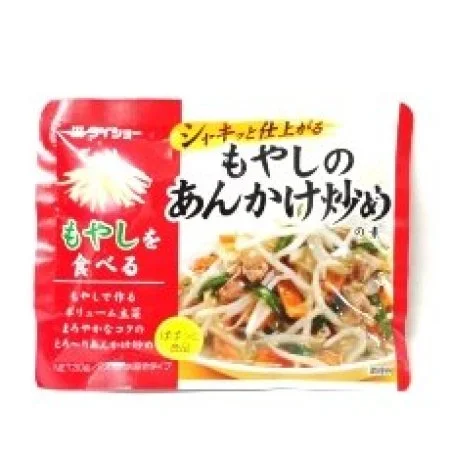 ダイショー
シャキッと仕上がる
もやしの
あんかけ炒め
の素
もやしを
食べる
もやしで作る
ボリューム主菜
まろやかなコクの
とろ〜りあんかけ炒め